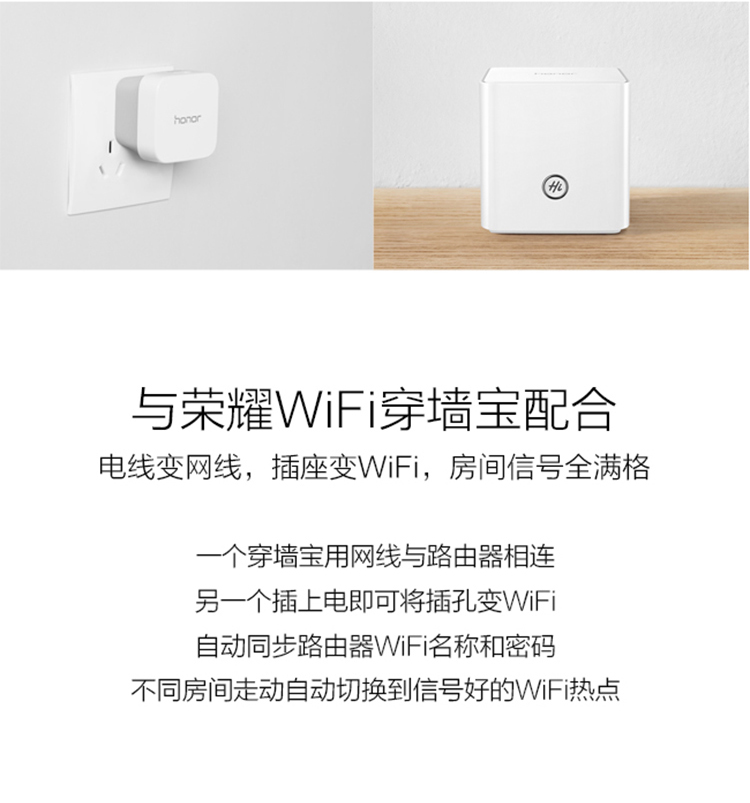 honor
Hi
与荣耀WiFi穿墙宝配合
电线变网线，插座变WiFi，房间信号全满格
一个穿墙宝用网线与路由器相连
另一个插上电即可将插孔变WiFi
自动同步路由器WiFi名称和密码
不同房间走动自动切换到信号好的WiFi热点